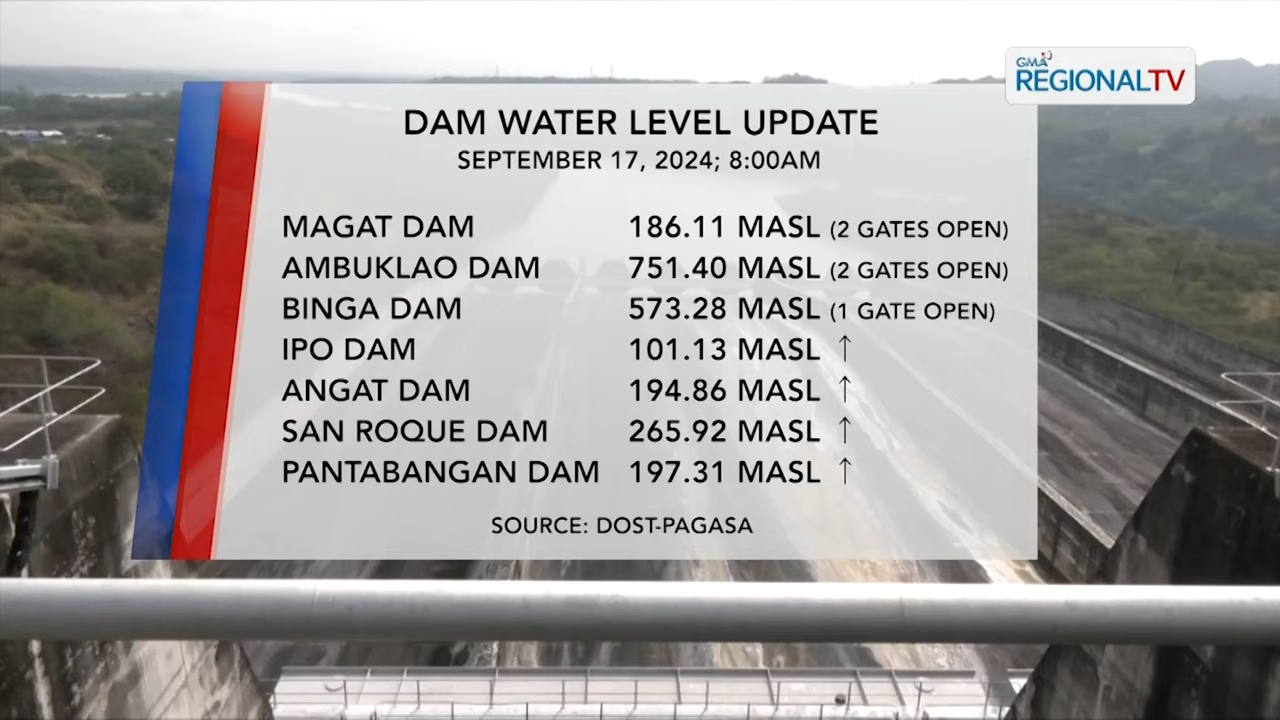 GMA
REGIONALTV
DAM WATER LEVEL UPDATE
SEPTEMBER 17, 2024; 8:00AM
MAGAT DAM 186.11 MASL (2 GATES OPEN)
AMBUKLAO DAM 751.40 MASL (2 GATES OPEN)
BINGA DAM 573.28 MASL (1 GATE OPEN)
IPO DAM 101.13 MASL ↑
ANGAT DAM 194.86 MASL ↑
SAN ROQUE DAM 265.92 MASL ↑
PANTABANGAN DAM 197.31 MASL ↑
SOURCE: DOST-PAGASA